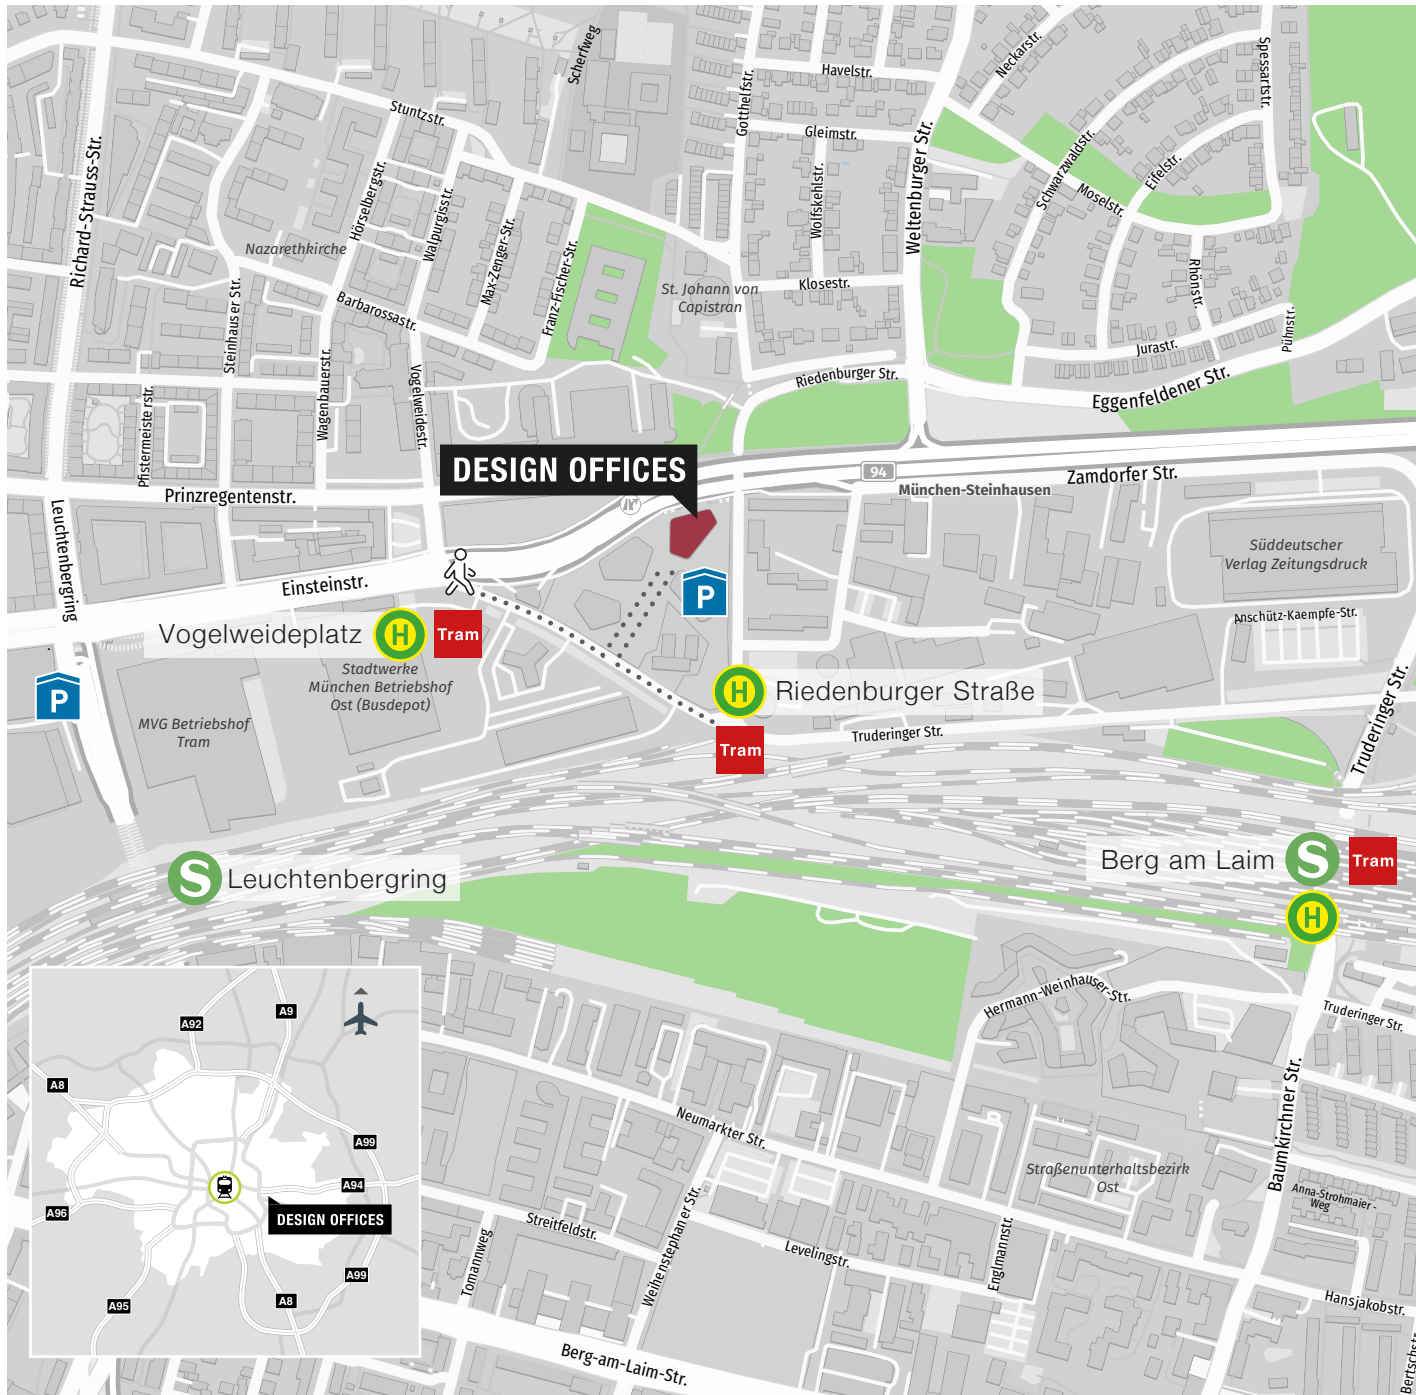 Scherfweg
Neckarstr.
Spessartstr.
Havelstr.
Gotthelfstr.
Stuntzstr.
Gleimstr.
Weltenburger Str.
Schwarzwaldstr.
Eifelstr.
Moselstr.
Richard-Strauss-Str.
Hörselbergstr.
Walpurgisstr.
Wolfskehlstr.
Max-Zenger-Str.
Franz-Fischer-Str.
Nazarethkirche
Rhönstr.
St. Johann von
Capistran
Klosestr.
Barbarossastr.
Steinhauser Str.
Pühnstr.
Jurastr.
Riedenburger Str.
Eggenfeldener Str.
Wagenbauerstr.
Vogelweidestr.
Pfistermeisterstr.
DESIGN OFFICES
94
Zamdorfer Str.
München-Steinhausen
Prinzregentenstr.
Leuchtenbergring
Süddeutscher
Verlag Zeitungsdruck
Einsteinstr.
P
Anschütz-Kaempfe-Str.
Vogelweideplatz
H
Tram
Stadtwerke
München Betriebshof
Ost (Busdepot)
P
H
Riedenburger Straße
MVG Betriebshof
Tram
Truderinger Str.
Truderinger Str.
Tram
S
Leuchtenbergring
Berg am Laim
S
Tram
H
Hermann-Weinhauser-Str.
Truderinger Str.
A9
A92
A8
A99
A94
A96
DESIGN OFFICES
A99
A8
A95
Neumarkter Str.
Baumkirchner Str.
Straßenunterhaltsbezirk
Ost
Anna-Strohmaier-
Weg
Streitfeldstr.
Weihenstephaner Str.
Tomannweg
Levelingstr.
Englmannstr.
Hansjakobstr.
Bertschstr.
Berg-am-Laim-Str.